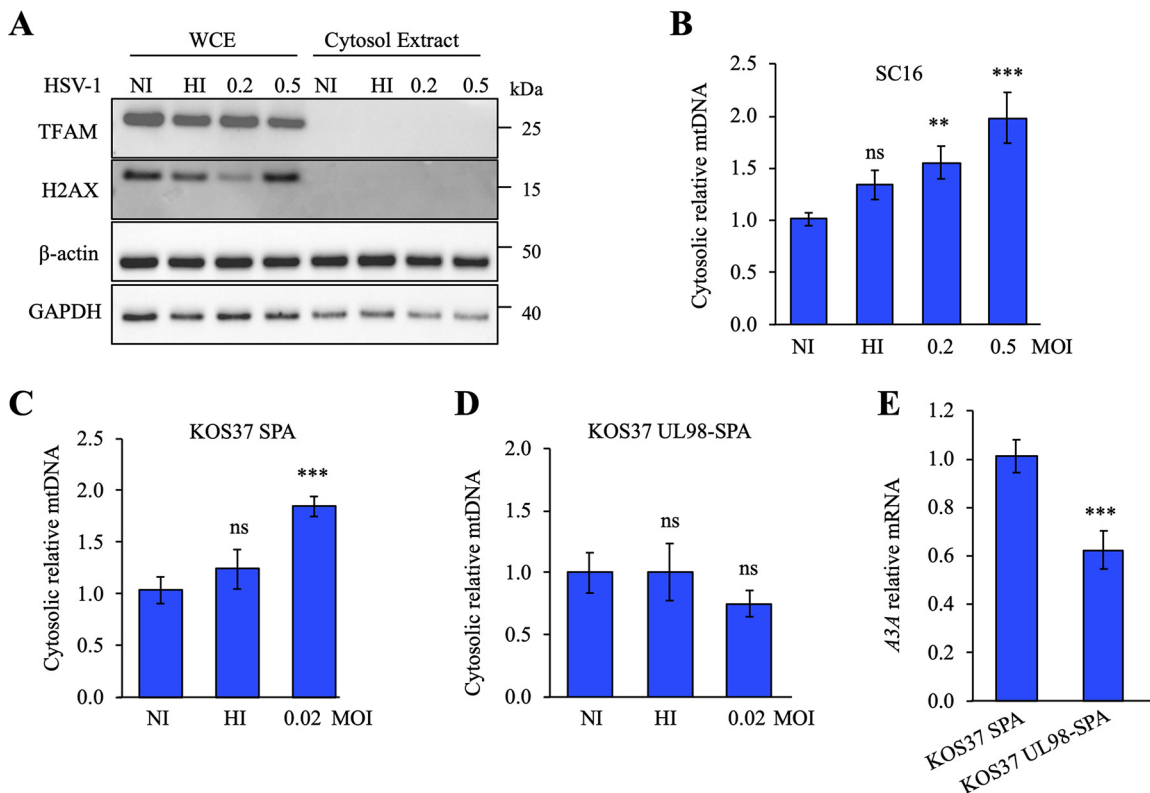 A
WCE Cytosol Extract
HSV-1 NI HI 0.2 0.5 NI HI 0.2 0.5 kDa
TFAM 25
H2AX 15
β-actin 50
GAPDH 40
B
SC16
Cytosolic relative mtDNA
2.5
2.0
1.5
1.0
0.5
0.0
ns
**
***
NI HI 0.2 0.5 MOI
C
KOS37 SPA
Cytosolic relative mtDNA
2.5
2.0
1.5
1.0
0.5
0.0
ns
***
NI HI 0.02 MOI
D
KOS37 UL98-SPA
Cytosolic relative mtDNA
2.0
1.5
1.0
0.5
0.0
ns
ns
NI HI 0.02 MOI
E
A3A relative mRNA
1.2
1.0
0.8
0.6
0.4
0.2
0.0
***
KOS37 SPA
KOS37 UL98-SPA